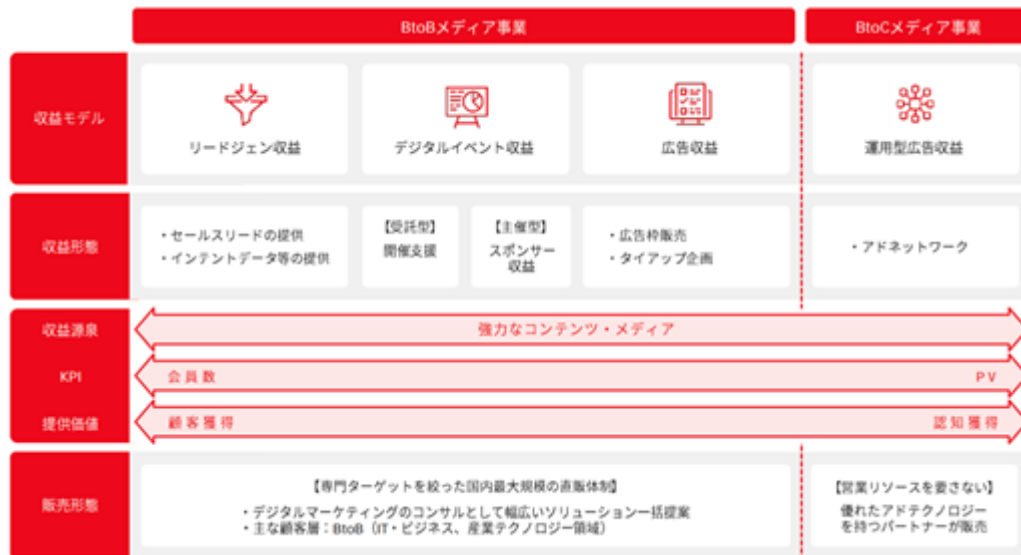 BtoBメディア事業
BtoCメディア事業
収益モデル
リードジェン収益
デジタルイベント収益
広告収益
運用型広告収益
収益形態
・セールスリードの提供
・インテントデータ等の提供
【受託型】
開催支援
【主催型】
スポンサー
収益
・広告枠販売
・タイアップ企画
・アドネットワーク
収益源泉
強力なコンテンツ・メディア
KPI
会員数
PV
提供価値
顧客獲得
認知獲得
販売形態
【専門ターゲットを絞った国内最大規模の直販体制】
・デジタルマーケティングのコンサルとして幅広いソリューション一括提案
・主な顧客層：BtoB（IT・ビジネス、産業テクノロジー領域）
【営業リソースを要さない】
優れたアドテクノロジー
を持つパートナーが販売